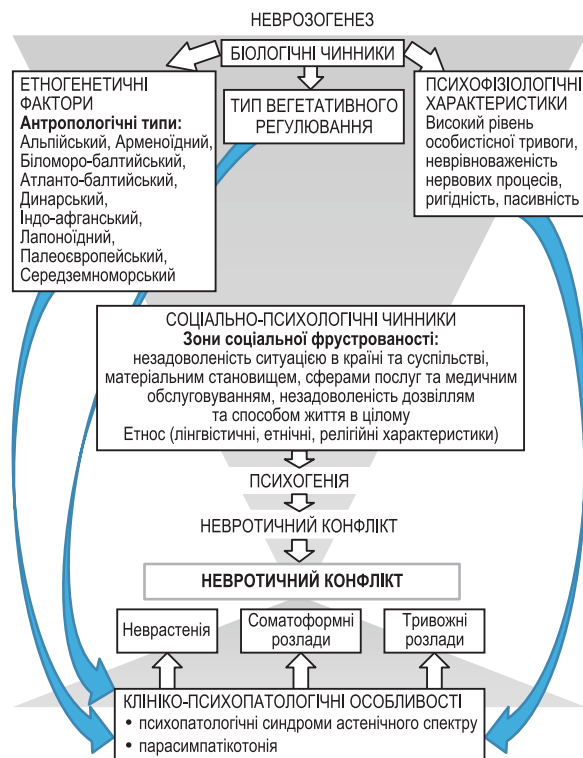 НЕВРОЗОГЕНЕЗ
БІОЛОГІЧНІ ЧИННИКИ
ЕТНОГЕНЕТИЧНІ
ФАКТОРИ
Антропологічні типи:
Альпійський, Арменоїдний,
Біломоро-балтийський,
Атланто-балтийський,
Динарський,
Індо-афганський,
Лапоноїдний,
Палеоєвропейський,
Середземноморський
ТИП ВЕГЕТАТИВНОГО
РЕГУЛЮВАННЯ
ПСИХОФІЗІОЛОГІЧНІ
ХАРАКТЕРИСТИКИ
Високий рівень
особистісної тривоги,
неврівноваженість
нервових процесів,
ригідність, пасивність
СОЦІАЛЬНО-ПСИХОЛОГІЧНІ ЧИННИКИ
Зони соціальної фрустрованості:
незадоволеність ситуацією в країні та суспільстві,
матеріальним становищем, сферами послуг та медичним
обслуговуванням, незадоволеність дозвіллям
та способом життя в цілому
Етнос (лінгвістичні, етнічні, релігійні характеристики)
ПСИХОГЕНІЯ
НЕВРОТИЧНИЙ КОНФЛІКТ
НЕВРОТИЧНИЙ КОНФЛІКТ
Неврастенія
Соматоформні
розлади
Тривожні
розлади
КЛІНІКО-ПСИХОПАТОЛОГІЧНІ ОСОБЛИВОСТІ
• психопатологічні синдроми астенічного спектру
• парасимпатікотонія